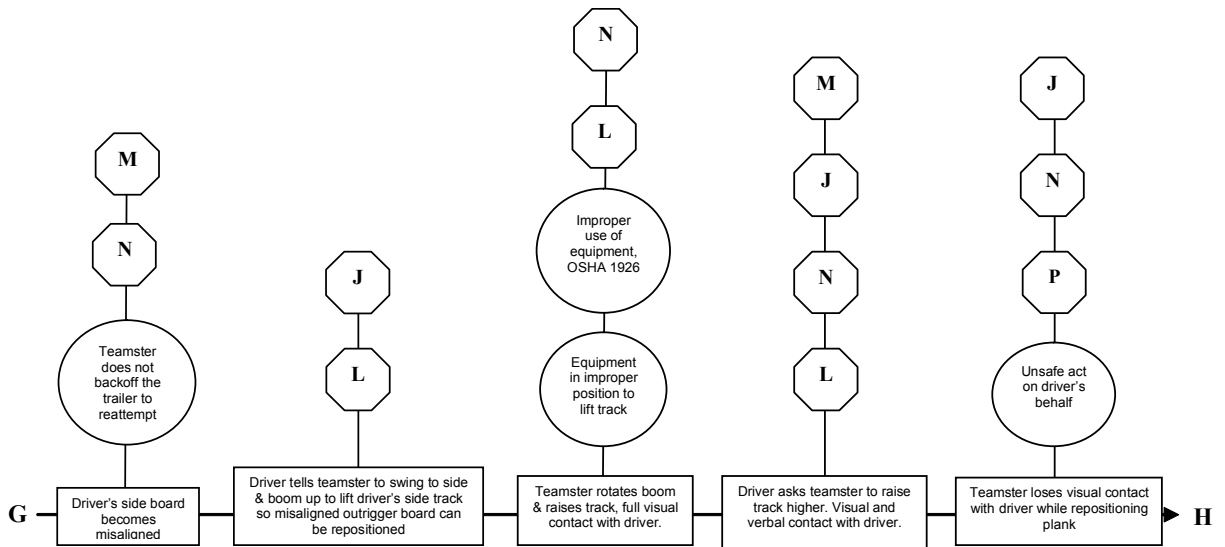 M
N
Teamster
does not
backoff the
trailer to
reattempt
J
L
N
L
Improper
use of
equipment,
OSHA 1926
Equipment
in improper
position to
lift track
M
J
N
L
J
N
P
Unsafe act
on driver's
behalf
G
Driver's side board
becomes
misaligned
Driver tells teamster to swing to side
& boom up to lift driver's side track
so misaligned outrigger board can
be repositioned
Teamster rotates boom
& raises track, full visual
contact with driver.
Driver asks teamster to raise
track higher. Visual and
verbal contact with driver.
Teamster loses visual contact
with driver while repositioning
plank
H